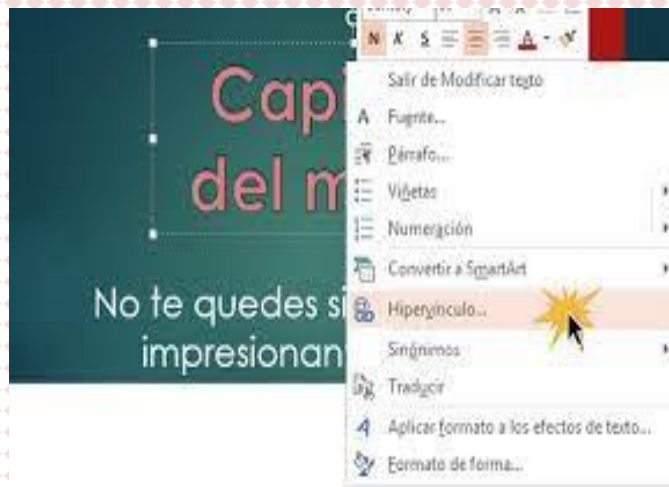 N K S A
Salir de Modificar texto
A Fuente...
Párrafo...
Viñetas
Numeración
Convertir a SmartArt
Hipervínculo...
Sinónimos
Traducir
Aplicar formato a los efectos de texto...
Formato de forma...
Cap
del m
No te quedes si
impresionan